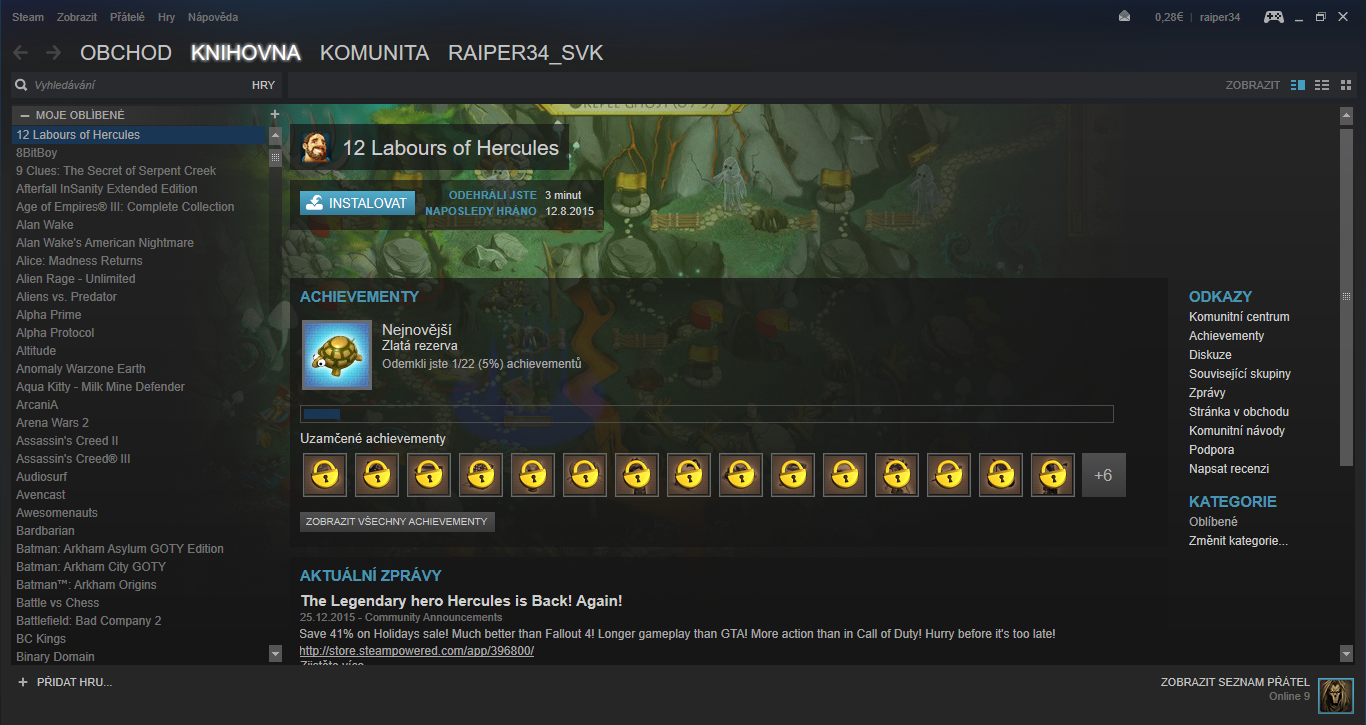 Steam Zobrazit Přátelé Hry Nápověda
0,28€ | raiper34
OBCHOD KNIHOVNA KOMUNITA RAIPER34_SVK
Vyhledávání HRY
ZOBRAZIT
— MOJE OBLÍBENÉ +
12 Labours of Hercules
8BitBoy
9 Clues: The Secret of Serpent Creek
Afterfall InSanity Extended Edition
Age of Empires® III: Complete Collection
Alan Wake
Alan Wake's American Nightmare
Alice: Madness Returns
Alien Rage - Unlimited
Aliens vs. Predator
Alpha Prime
Alpha Protocol
Altitude
Anomaly Warzone Earth
Aqua Kitty - Milk Mine Defender
ArcaniA
Arena Wars 2
Assassin's Creed II
Assassin's Creed® III
Audiosurf
Avencast
Awesomenauts
Bardbarian
Batman: Arkham Asylum GOTY Edition
Batman: Arkham City GOTY
Batman™: Arkham Origins
Battle vs Chess
Battlefield: Bad Company 2
BC Kings
Binary Domain
+ PŘIDAT HRU...
12 Labours of Hercules
INSTALOVAT
ODEHRÁLI JSTE 3 minut
NAPOSLEDY HRÁNO 12.8.2015
ACHIEVEMENTY
Nejnovější
Zlatá rezerva
Odemkli jste 1/22 (5%) achievementů
Uzamčené achievementy
+6
ZOBRAZIT VŠECHNY ACHIEVEMENTY
AKTUÁLNÍ ZPRÁVY
The Legendary hero Hercules is Back! Again!
25.12.2015 - Community Announcements
Save 41% on Holidays sale! Much better than Fallout 4! Longer gameplay than GTA! More action than in Call of Duty! Hurry before it's too late!
http://store.steampowered.com/app/396800/
Zjistěte více
ODKAZY
Komunitní centrum
Achievementy
Diskuze
Související skupiny
Zprávy
Stránka v obchodu
Komunitní návody
Podpora
Napsat recenzi
KATEGORIE
Oblíbené
Změnit kategorie...
ZOBRAZIT SEZNAM PŘÁTEL
Online 9